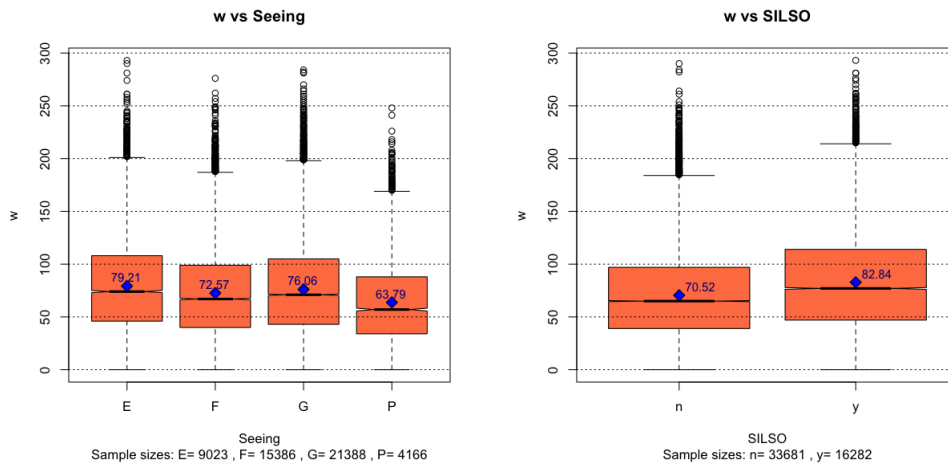 w vs Seeing
300
250
200
150
100
50
0
w
79.21
72.57
76.06
63.79
E
F
G
P
Seeing
Sample sizes: E= 9023 , F= 15386 , G= 21388 , P= 4166
w vs SILSO
300
250
200
150
100
50
0
w
70.52
82.84
n
y
SILSO
Sample sizes: n= 33681 , y= 16282